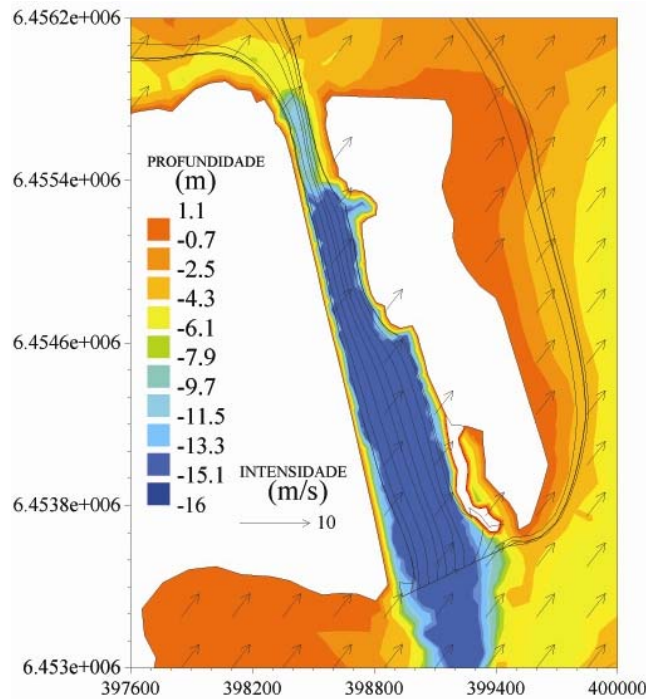 6.4562e+006
6.4554e+006
PROFUNDIDADE
(m)
1.1
-0.7
-2.5
-4.3
6.4546e+006
-6.1
-7.9
-9.7
-11.5
-13.3
-15.1
-16
INTENSIDADE
(m/s)
10
6.4538e+006
6.453e+006
397600 398200 398800 399400 400000